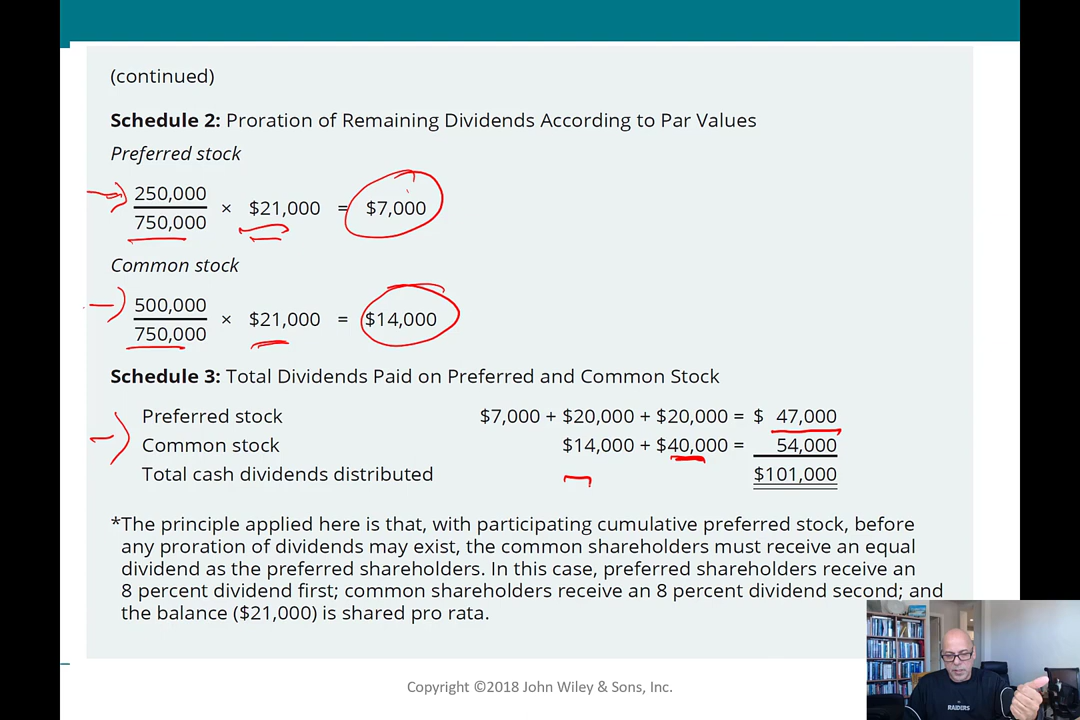 (continued)
Schedule 2: Proration of Remaining Dividends According to Par Values
Preferred stock
250,000
750,000 × $21,000 = $7,000
Common stock
500,000
750,000 × $21,000 = $14,000
Schedule 3: Total Dividends Paid on Preferred and Common Stock
Preferred stock $7,000 + $20,000 + $20,000 = $ 47,000
Common stock $14,000 + $40,000 = 54,000
Total cash dividends distributed $101,000
*The principle applied here is that, with participating cumulative preferred stock, before
any proration of dividends may exist, the common shareholders must receive an equal
dividend as the preferred shareholders. In this case, preferred shareholders receive an
8 percent dividend first; common shareholders receive an 8 percent dividend second; and
the balance ($21,000) is shared pro rata.
Copyright ©2018 John Wiley & Sons, Inc.
RAIDERS